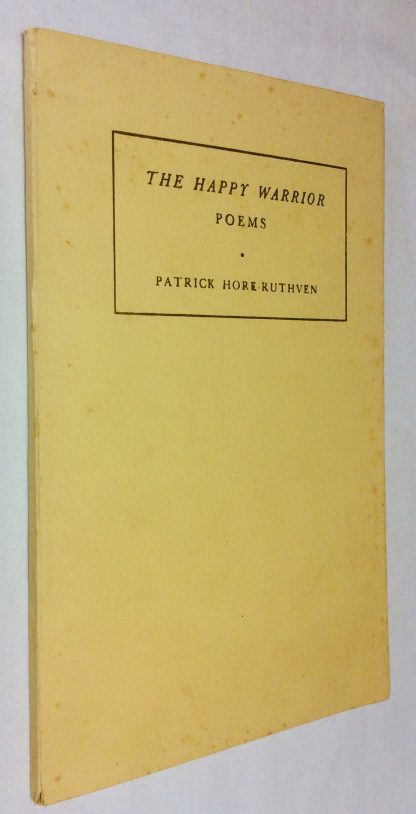 THE HAPPY WARRIOR
POEMS
•
PATRICK HORE-RUTHVEN